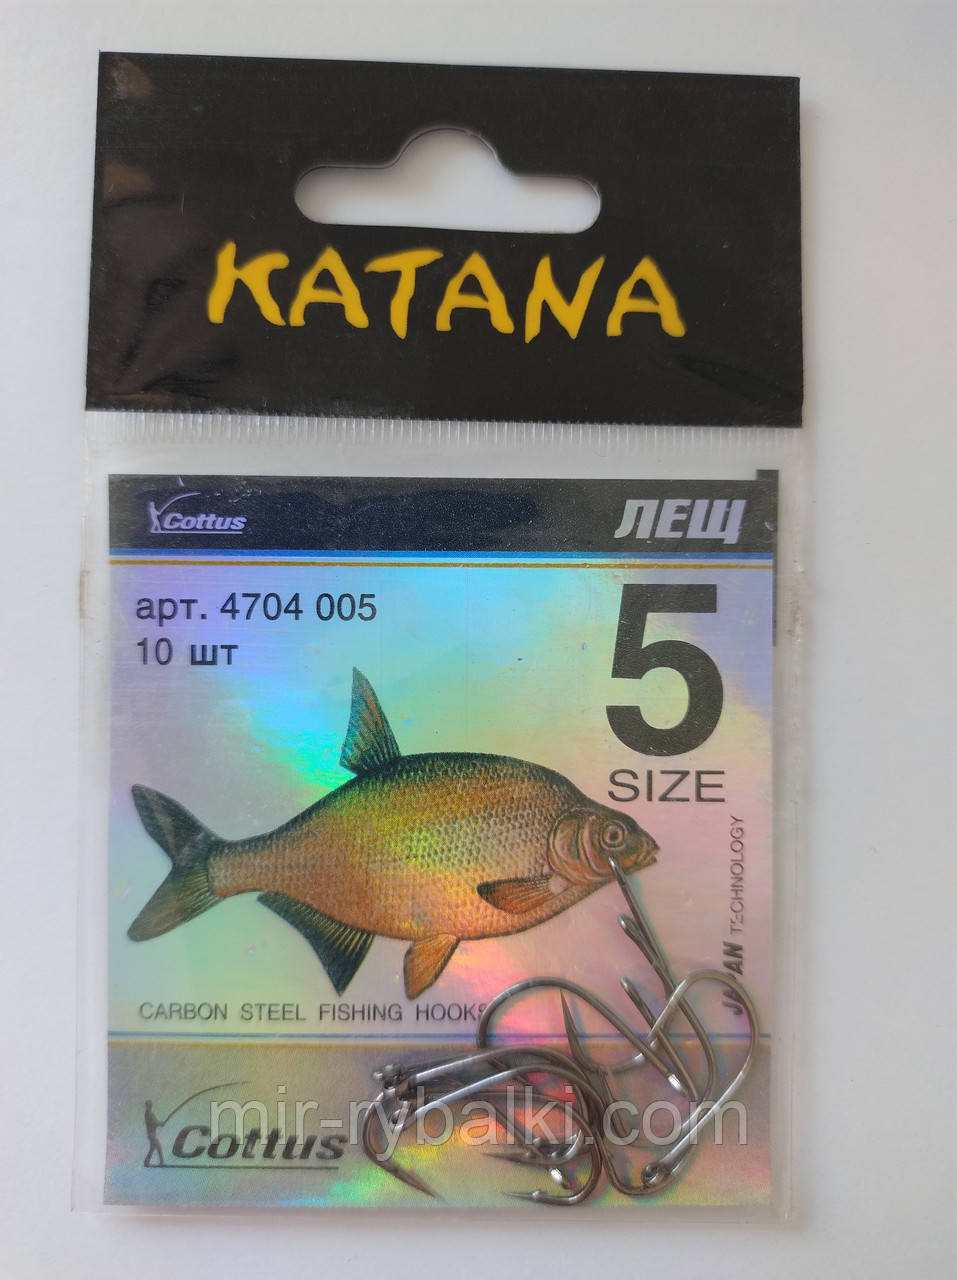 KATANA
Cottus
ЛЕЩ
арт. 4704 005
10 шт
5
SIZE
JAPAN TECHNOLOGY
CARBON STEEL FISHING HOOKS
mir-rybalki.com
Cottus